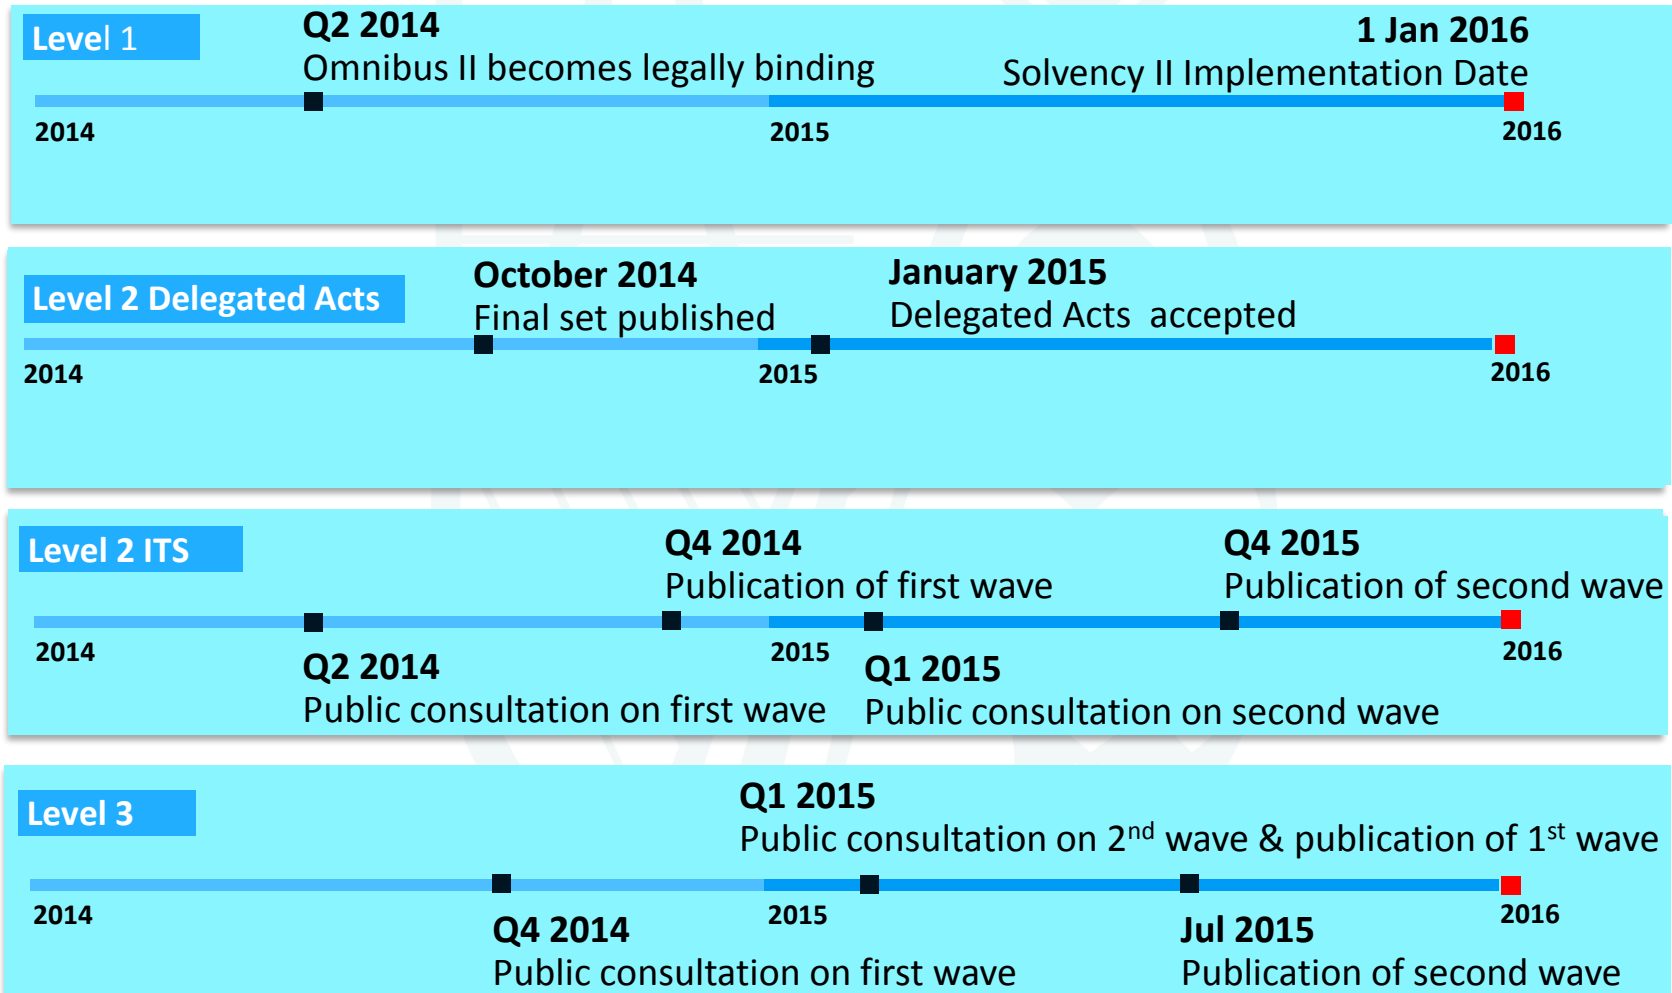 Level 1
Q2 2014
Omnibus II becomes legally binding
1 Jan 2016
Solvency II Implementation Date
2014
2015
2016
Level 2 Delegated Acts
October 2014
Final set published
January 2015
Delegated Acts  accepted
2014
2015
2016
Level 2 ITS
Q4 2014
Publication of first wave
Q4 2015
Publication of second wave
2014
2015
2016
Q2 2014
Public consultation on first wave
Q1 2015
Public consultation on second wave
Level 3
Q1 2015
Public consultation on 2nd wave & publication of 1st wave
2014
2015
2016
Q4 2014
Public consultation on first wave
Jul 2015
Publication of second wave